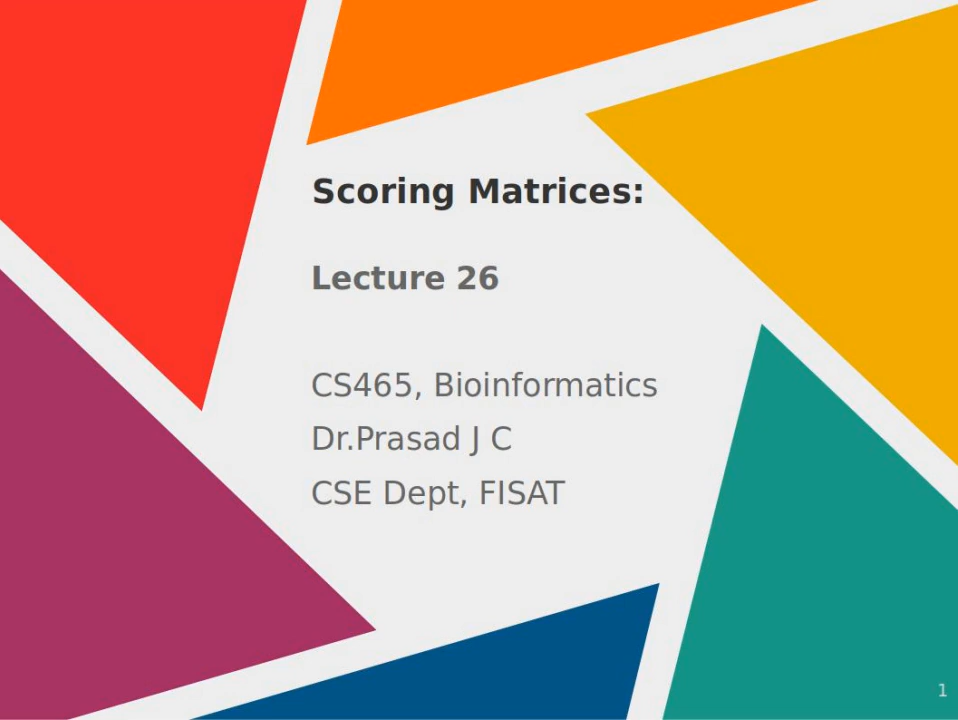 Scoring Matrices:
Lecture 26
CS465, Bioinformatics
Dr.Prasad J C
CSE Dept, FISAT
1